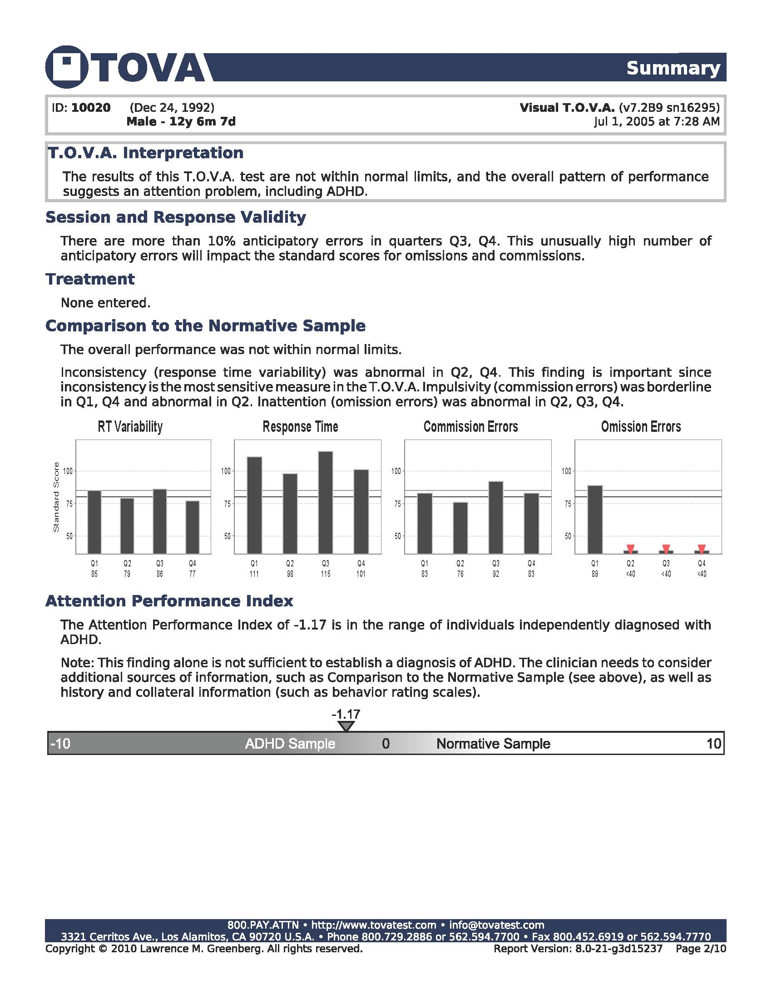 TOVA
Summary
ID: 10020 (Dec 24, 1992)
Male - 12y 6m 7d
Visual T.O.V.A. (v7.2B9 sn16295)
Jul 1, 2005 at 7:28 AM
T.O.V.A. Interpretation
The results of this T.O.V.A. test are not within normal limits, and the overall pattern of performance
suggests an attention problem, including ADHD.
Session and Response Validity
There are more than 10% anticipatory errors in quarters Q3, Q4. This unusually high number of
anticipatory errors will impact the standard scores for omissions and commissions.
Treatment
None entered.
Comparison to the Normative Sample
The overall performance was not within normal limits.
Inconsistency (response time variability) was abnormal in Q2, Q4. This finding is important since
inconsistency is the most sensitive measure in the T.O.V.A. Impulsivity (commission errors) was borderline
in Q1, Q4 and abnormal in Q2. Inattention (omission errors) was abnormal in Q2, Q3, Q4.
RT Variability
Standard Score
100
75
50
Q1 Q2 Q3 Q4
85 79 86 77
Response Time
100
75
50
Q1 Q2 Q3 Q4
111 98 115 101
Commission Errors
100
75
50
Q1 Q2 Q3 Q4
83 76 92 83
Omission Errors
100
75
50
Q1 Q2 Q3 Q4
89 <40 <40 <40
Attention Performance Index
The Attention Performance Index of -1.17 is in the range of individuals independently diagnosed with
ADHD.
Note: This finding alone is not sufficient to establish a diagnosis of ADHD. The clinician needs to consider
additional sources of information, such as Comparison to the Normative Sample (see above), as well as
history and collateral information (such as behavior rating scales).
-1.17
-10 ADHD Sample 0 Normative Sample 10
800.PAY.ATTN • http://www.tovatest.com • info@tovatest.com
3321 Cerritos Ave., Los Alamitos, CA 90720 U.S.A. • Phone 800.729.2886 or 562.594.7700 • Fax 800.452.6919 or 562.594.7770
Copyright © 2010 Lawrence M. Greenberg. All rights reserved.
Report Version: 8.0-21-g3d15237 Page 2/10